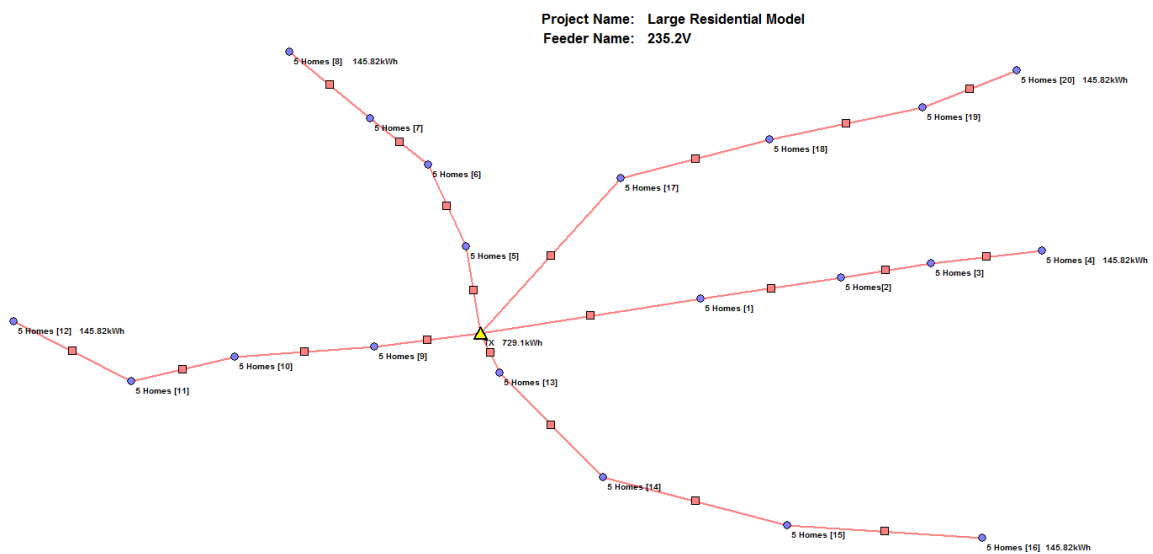 Project Name: Large Residential Model
Feeder Name: 235.2V
5 Homes [8] 145.82kWh
5 Homes [20] 145.82kWh
5 Homes [19]
5 Homes [7]
5 Homes [18]
5 Homes [6]
5 Homes [17]
5 Homes [5]
5 Homes [4] 145.82kWh
5 Homes [3]
5 Homes[2]
5 Homes [1]
5 Homes [12] 145.82kWh
TX 729.1kWh
5 Homes [9]
5 Homes [10]
5 Homes [13]
5 Homes [11]
5 Homes [14]
5 Homes [15]
5 Homes [16] 145.82kWh